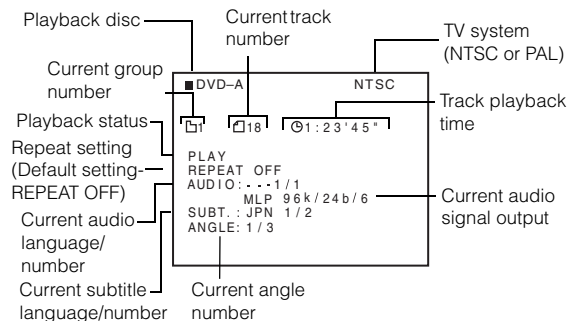 Playback disc
Current track
number
TV system
(NTSC or PAL)
Current group
number
■DVD–A NTSC
1 18 1:23'45"
Track playback
time
Playback status
PLAY
Repeat setting
(Default setting-
REPEAT OFF)
REPEAT OFF
AUDIO:---1/1
MLP 96k/24b/6
Current audio
signal output
Current audio
language/
number
SUBT.:JPN 1/2
ANGLE:1/3
Current subtitle
language/number
Current angle
number